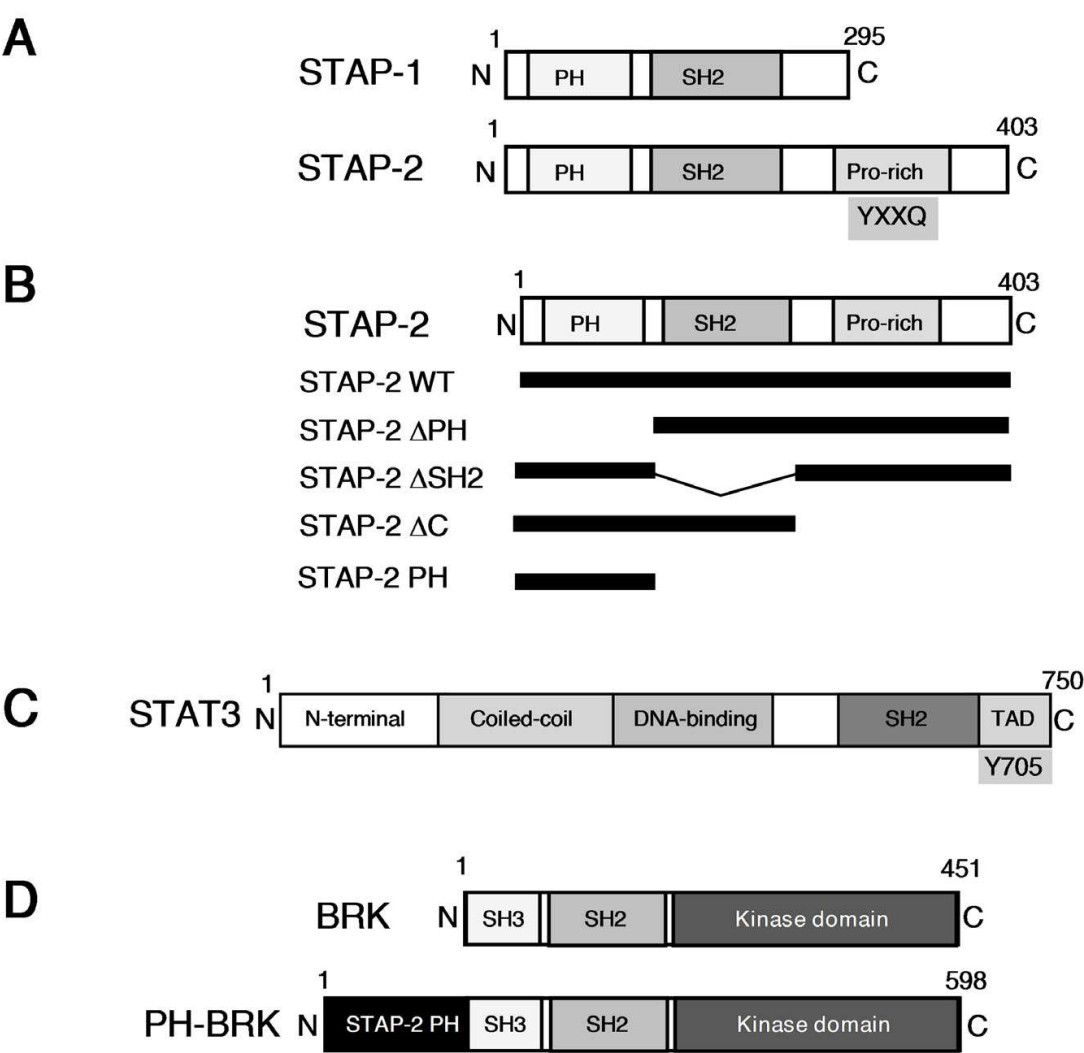 A
1 295
STAP-1 N PH SH2 C
1 403
STAP-2 N PH SH2 Pro-rich C
YXXQ
B
1 403
STAP-2 N PH SH2 Pro-rich C
STAP-2 WT
STAP-2 ΔPH
STAP-2 ΔSH2
STAP-2 ΔC
STAP-2 PH
C
1 750
STAT3 N N-terminal Coiled-coil DNA-binding SH2 TAD C
Y705
D
1 451
BRK N SH3 SH2 Kinase domain C
1 598
PH-BRK N STAP-2 PH SH3 SH2 Kinase domain C